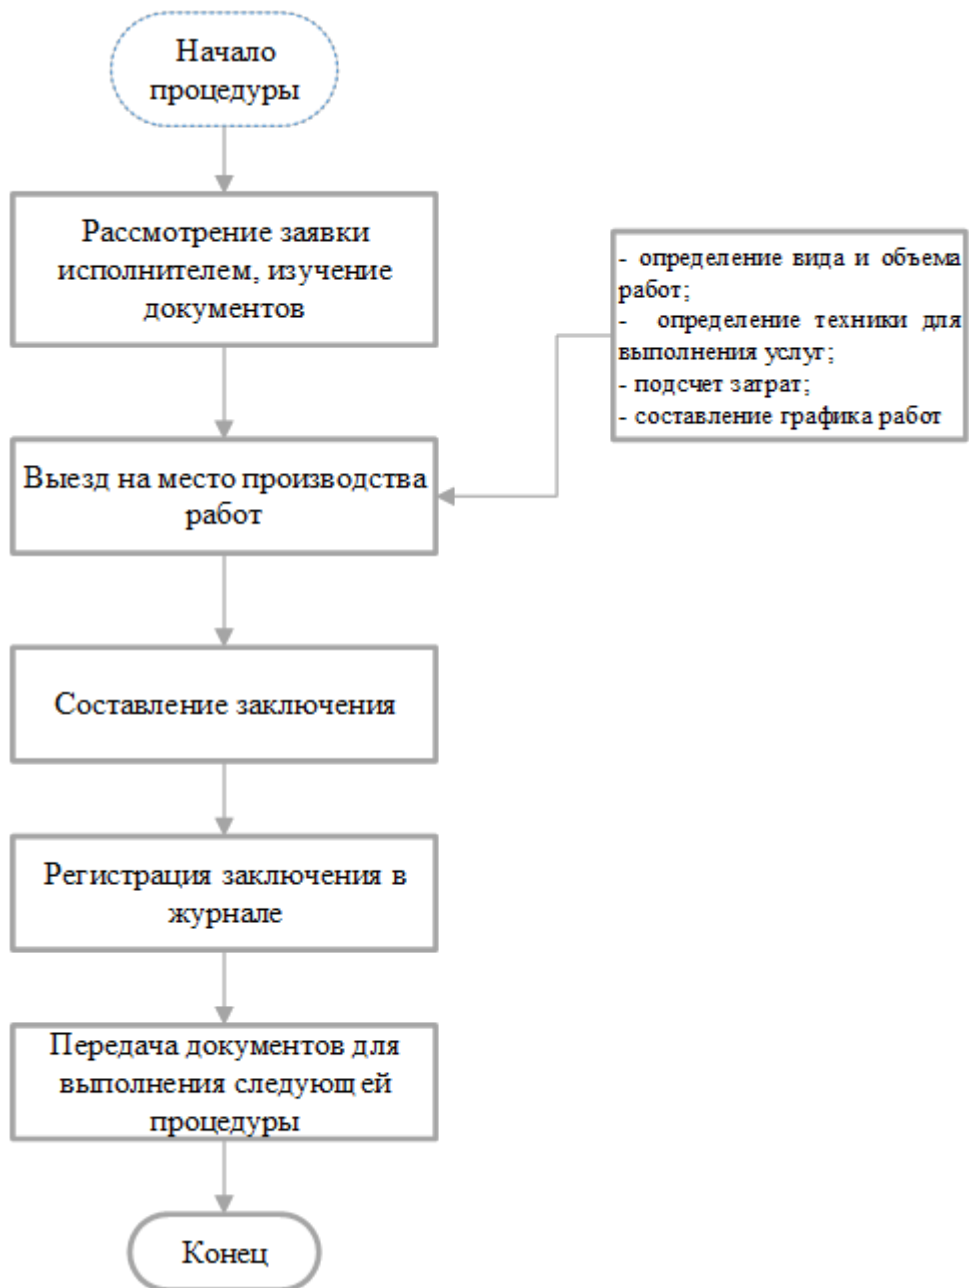 Начало
процедуры
Рассмотрение заявки
исполнителем, изучение
документов
- определение вида и объема
работ;
- определение техники для
выполнения услуг;
- подсчет затрат;
- составление графика работ
Выезд на место производства
работ
Составление заключения
Регистрация заключения в
журнале
Передача документов для
выполнения следующей
процедуры
Конец